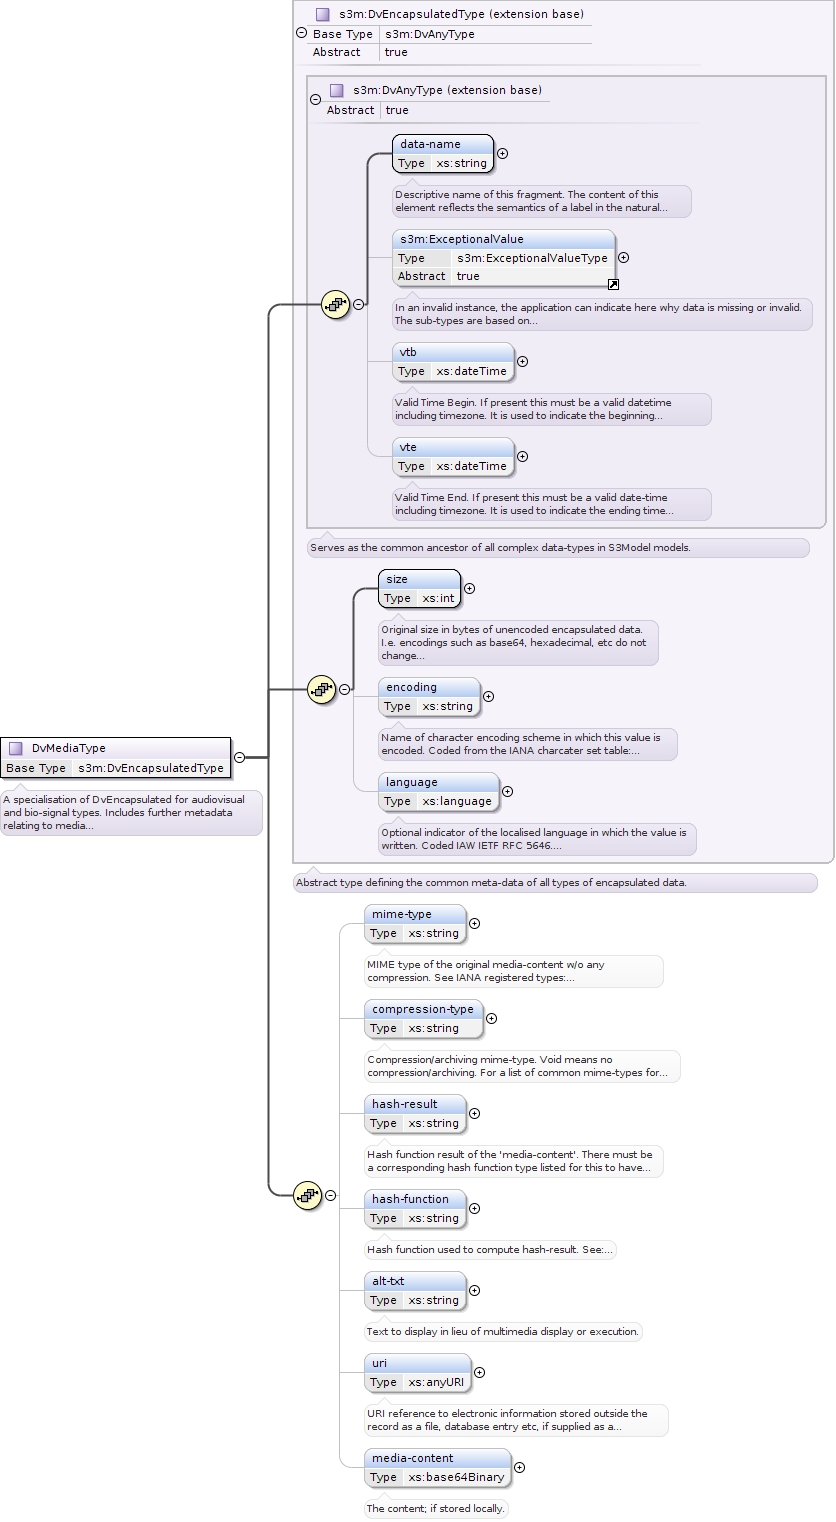 s3m:DvEncapsulatedType (extension base)
Base Type s3m:DvAnyType
Abstract true
s3m:DvAnyType (extension base)
Abstract true
data-name
Type xs:string
Descriptive name of this fragment. The content of this
element reflects the semantics of a label in the natural...
s3m:ExceptionalValue
Type s3m:ExceptionalValueType
Abstract true
In an invalid instance, the application can indicate here why data is missing or invalid.
The sub-types are based on...
vtb
Type xs:dateTime
Valid Time Begin. If present this must be a valid datetime
including timezone. It is used to indicate the beginning...
vte
Type xs:dateTime
Valid Time End. If present this must be a valid date-time
including timezone. It is used to indicate the ending time...
Serves as the common ancestor of all complex data-types in S3Model models.
size
Type xs:int
Original size in bytes of unencoded encapsulated data.
I.e. encodings such as base64, hexadecimal, etc do not
change...
encoding
Type xs:string
Name of character encoding scheme in which this value is
encoded. Coded from the IANA charcater set table:...
language
Type xs:language
Optional indicator of the localised language in which the value is
written. Coded IAW IETF RFC 5646....
DvMediaType
Base Type s3m:DvEncapsulatedType
A specialisation of DvEncapsulated for audiovisual
and bio-signal types. Includes further metadata
relating to media...
Abstract type defining the common meta-data of all types of encapsulated data.
mime-type
Type xs:string
MIME type of the original media-content w/o any
compression. See IANA registered types:...
compression-type
Type xs:string
Compression/archiving mime-type. Void means no
compression/archiving. For a list of common mime-types for...
hash-result
Type xs:string
Hash function result of the 'media-content'. There must be
a corresponding hash function type listed for this to have...
hash-function
Type xs:string
Hash function used to compute hash-result. See:...
alt-txt
Type xs:string
Text to display in lieu of multimedia display or execution.
uri
Type xs:anyURI
URI reference to electronic information stored outside the
record as a file, database entry etc, if supplied as a...
media-content
Type xs:base64Binary
The content; if stored locally.